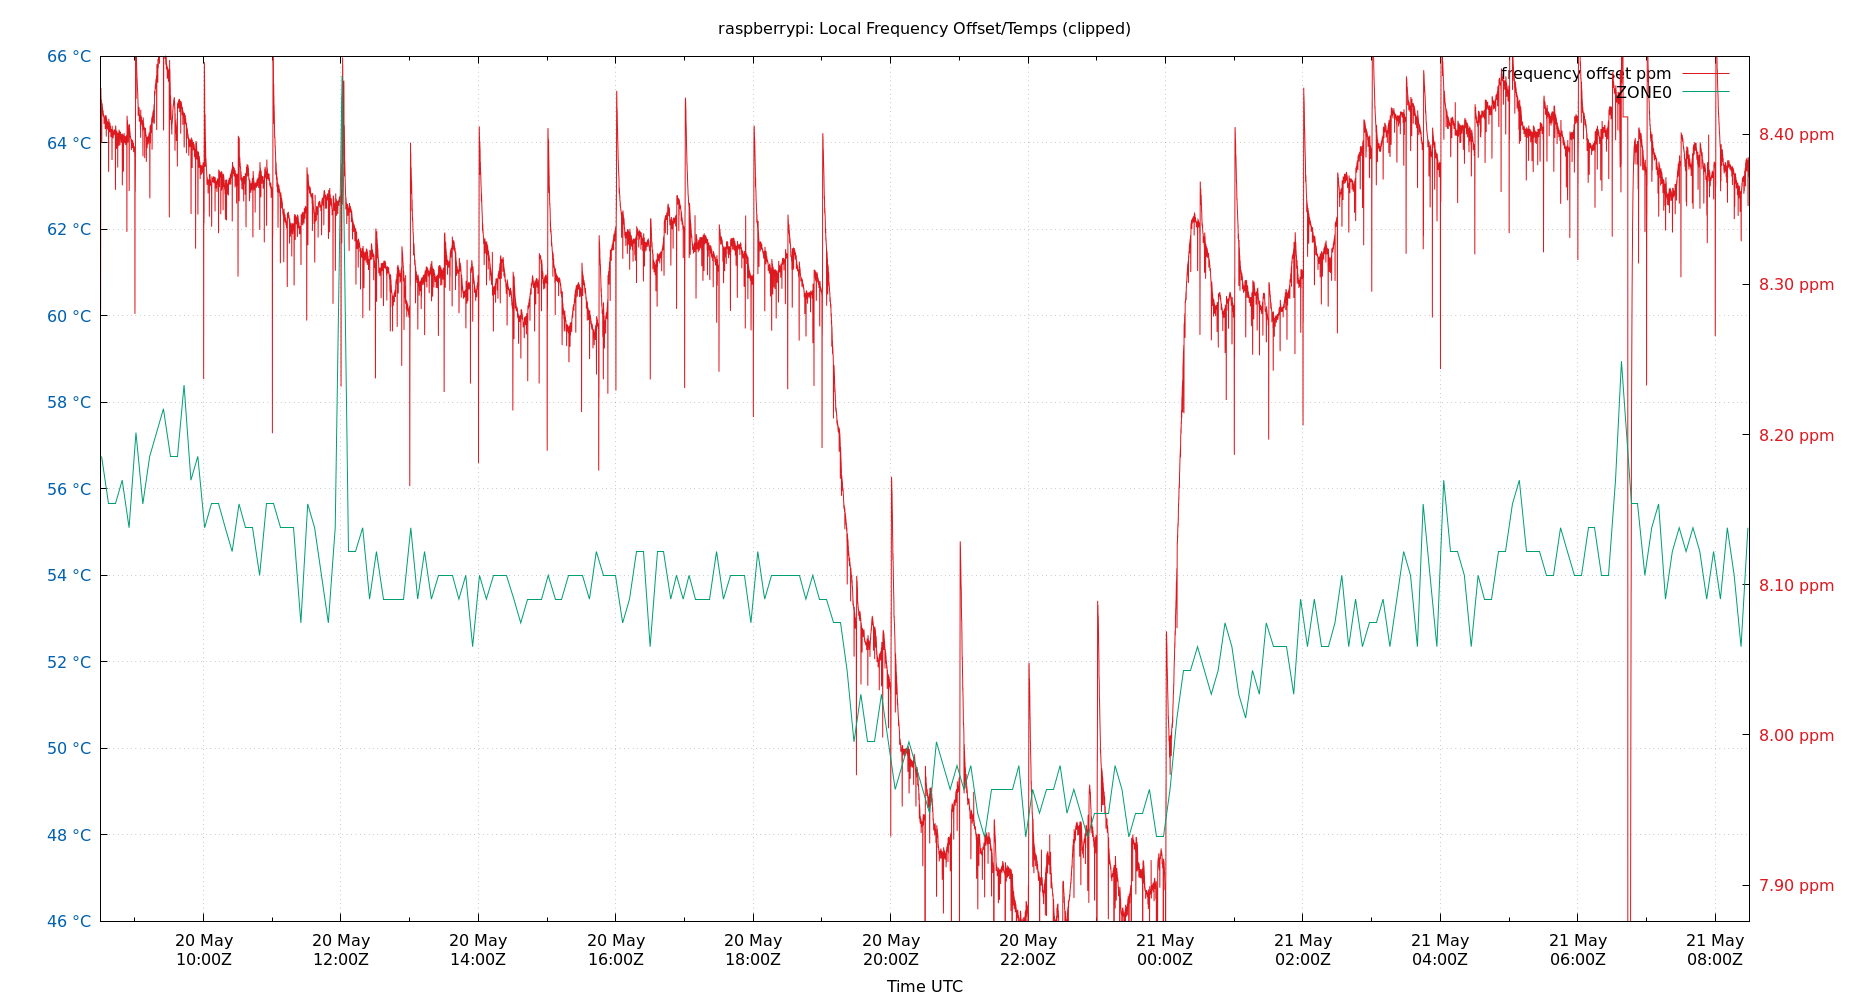 raspberrypi: Local Frequency Offset/Temps (clipped)
66 °C
64 °C
62 °C
60 °C
58 °C
56 °C
54 °C
52 °C
50 °C
48 °C
46 °C
frequency offset ppm
ZONE0
8.40 ppm
8.30 ppm
8.20 ppm
8.10 ppm
8.00 ppm
7.90 ppm
20 May 20 May 20 May 20 May 20 May 20 May 20 May 21 May 21 May 21 May 21 May 21 May
10:00Z 12:00Z 14:00Z 16:00Z 18:00Z 20:00Z 22:00Z 00:00Z 02:00Z 04:00Z 06:00Z 08:00Z
Time UTC